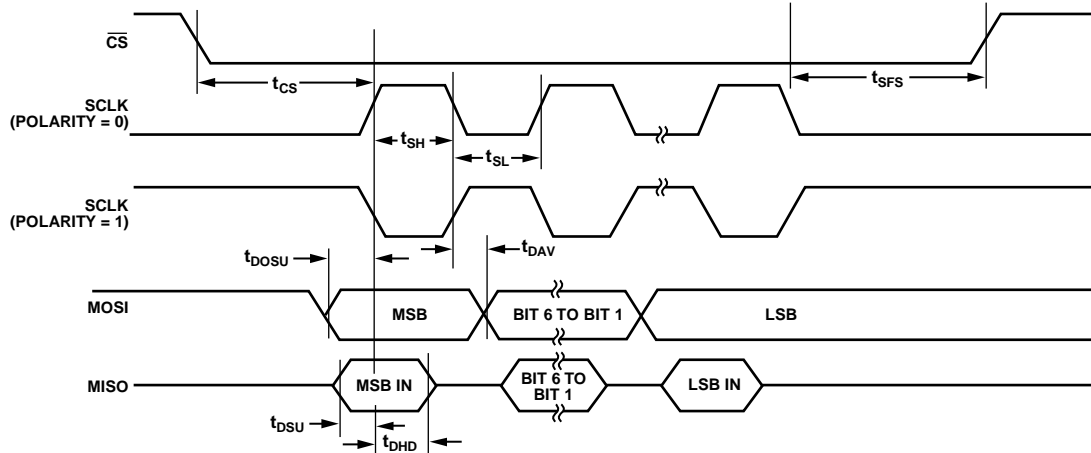 CS
tCS
tSFS
SCLK
(POLARITY = 0)
tSH
tSL
SCLK
(POLARITY = 1)
tDOSU
tDAV
MOSI
MSB
BIT 6 TO BIT 1
LSB
MISO
MSB IN
BIT 6 TO
BIT 1
LSB IN
tDSU
tDHD